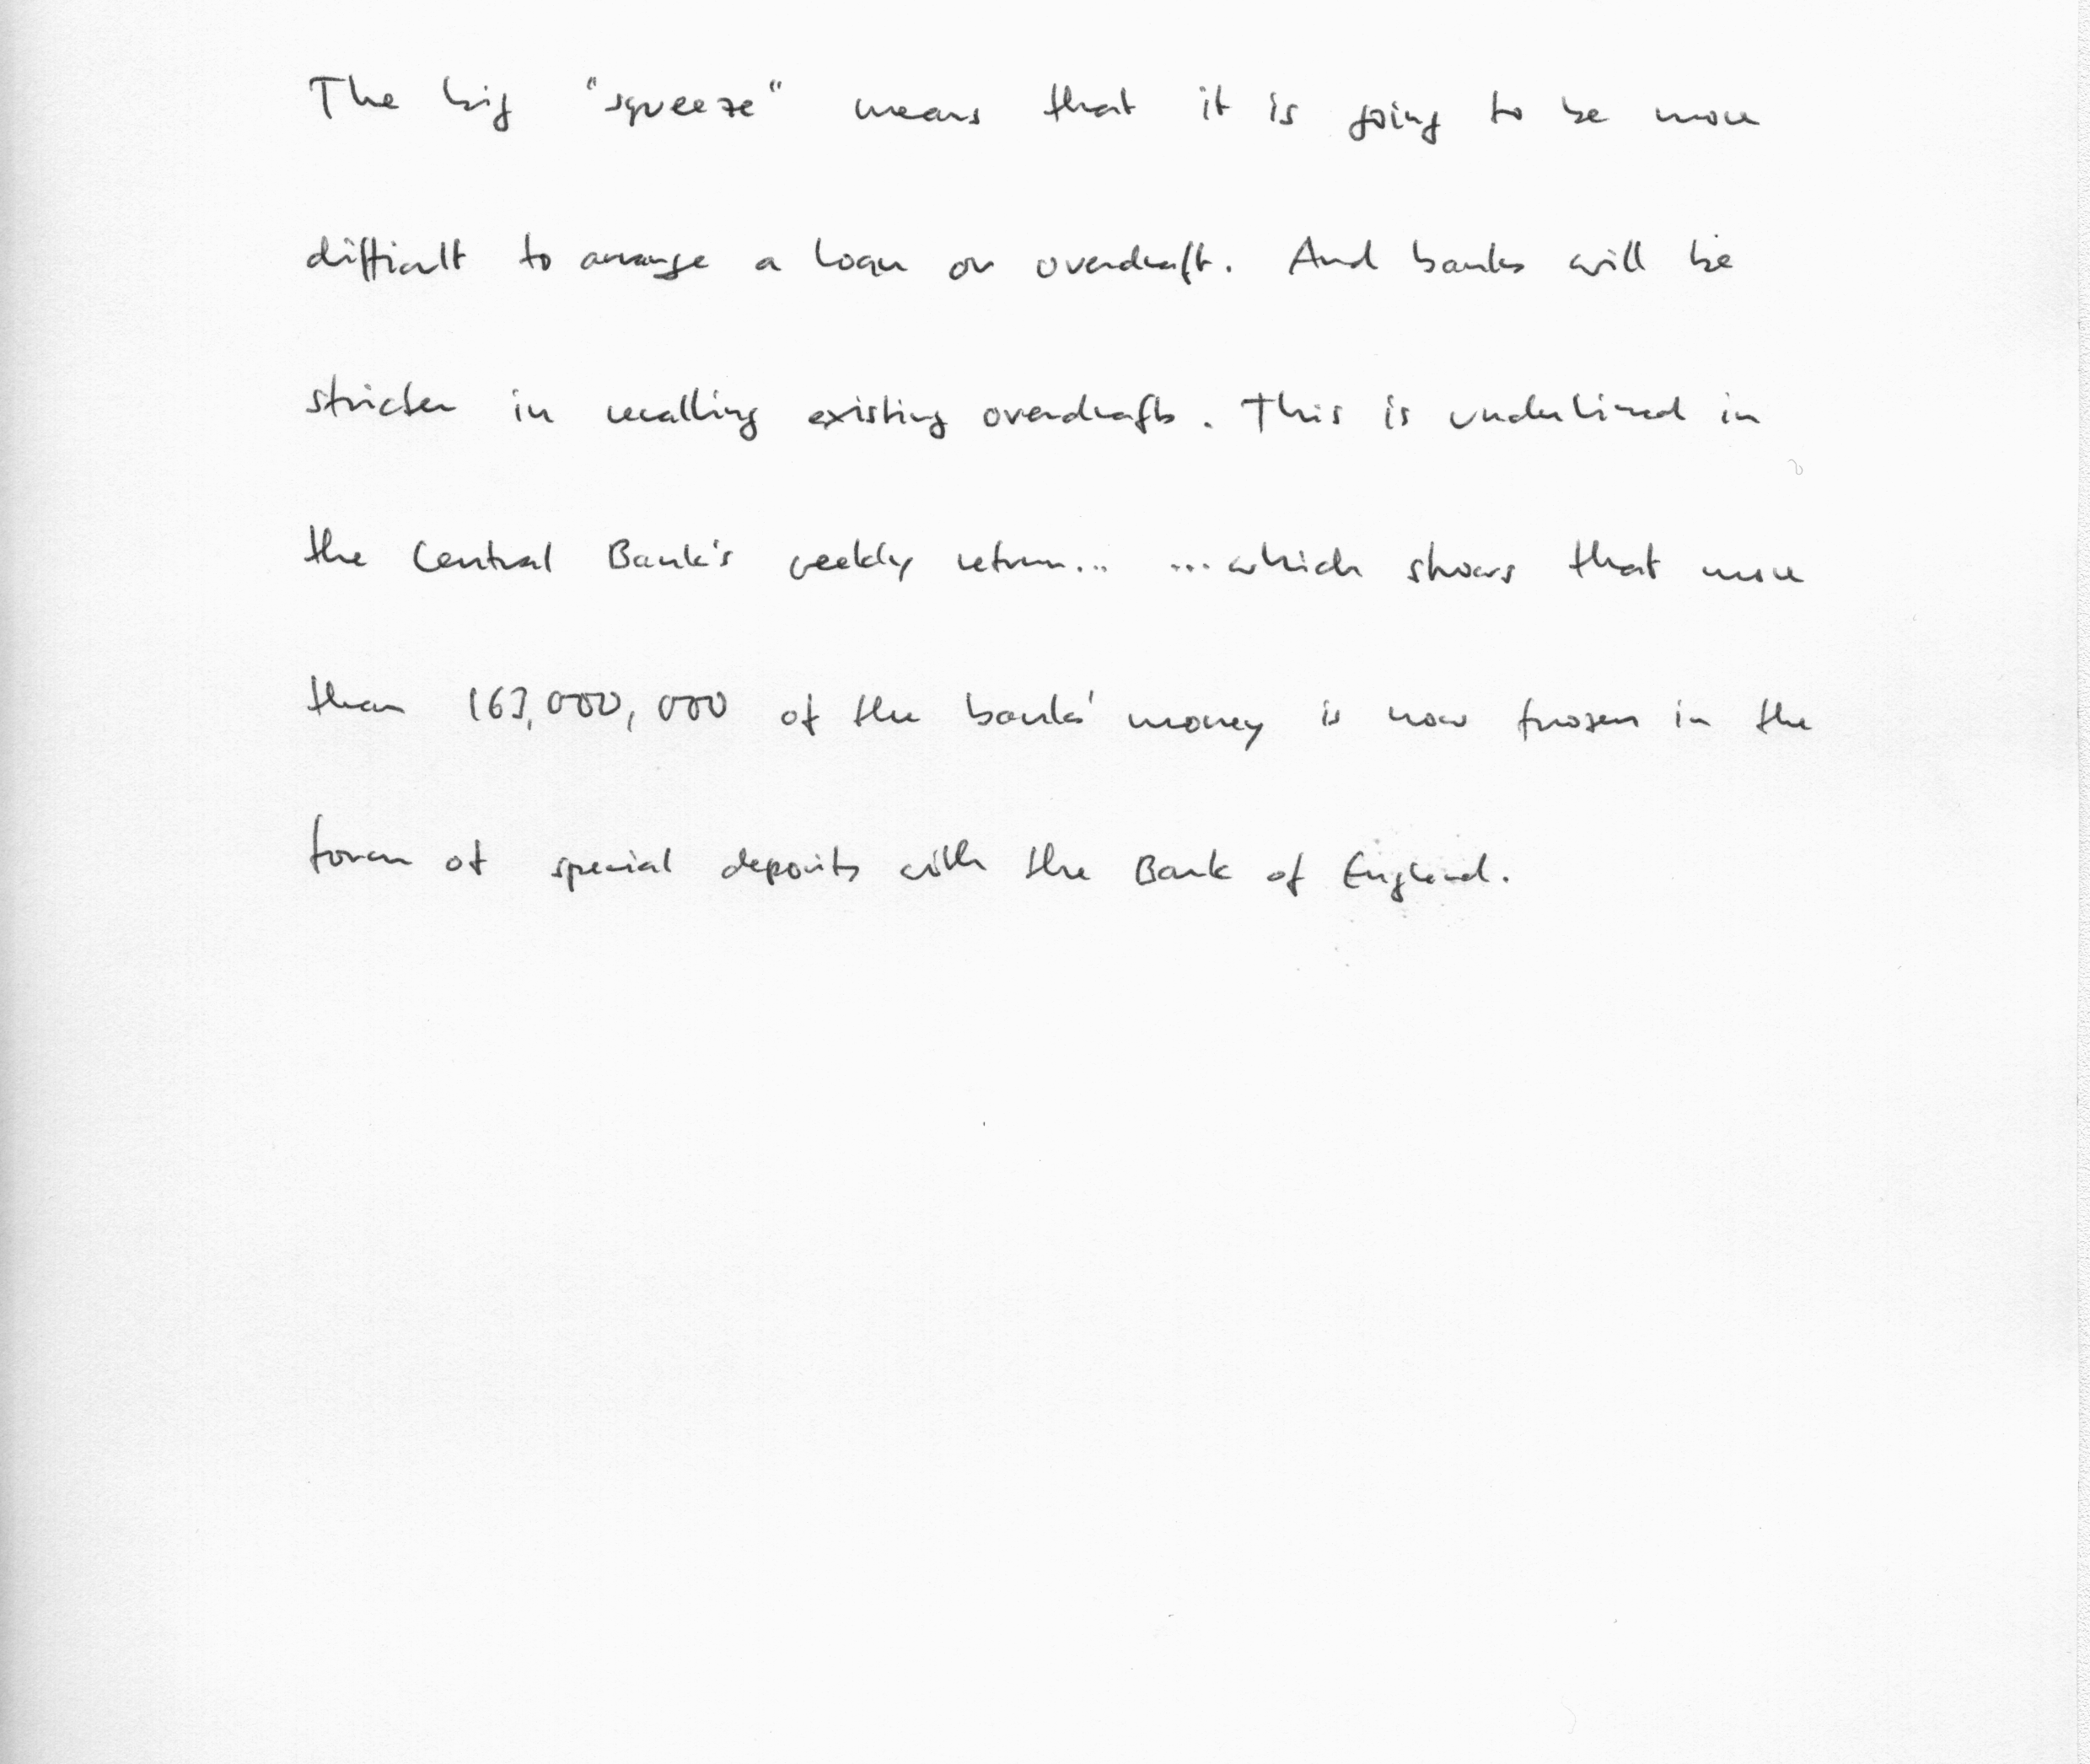 The big "squeeze" means that it is going to be more
difficult to arrange a loan or overdraft. And banks will be
stricter in recalling existing overdrafts. This is underlined in
the Central Bank's weekly return... ...which shows that more
than 163,000,000 of the banks' money is now frozen in the
form of special deposits with the Bank of England.